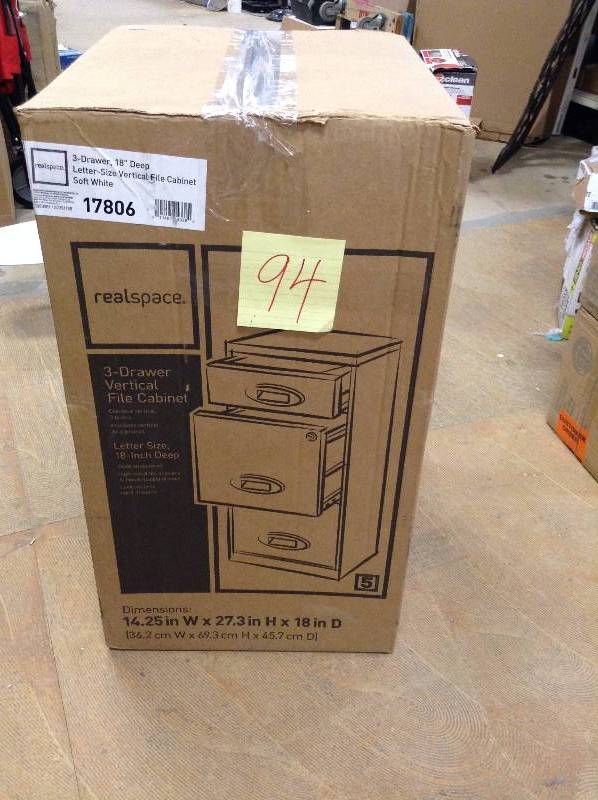 realspace.
3-Drawer, 18" Deep
Letter-Size Vertical File Cabinet
Soft White
17806
94
realspace.
3-Drawer
Vertical
File Cabinet
Letter Size,
18-Inch Deep
5
Dimensions:
14.25 in W x 27.3 in H x 18 in D
(36.2 cm W x 69.3 cm H x 45.7 cm D)